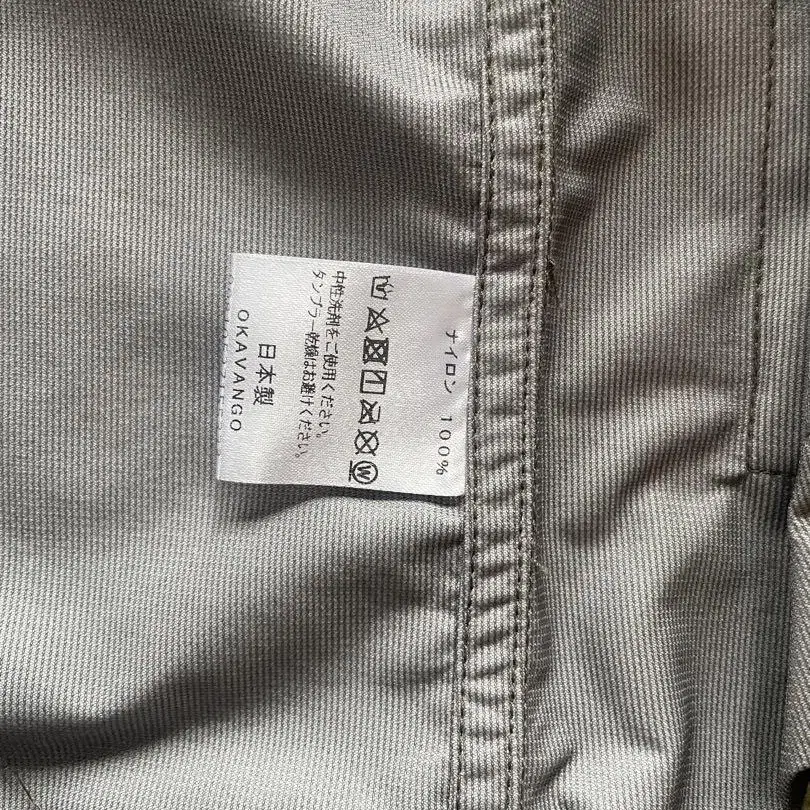 ナイロン 100%
W
中性洗剤をご使用ください。
タンブラー乾燥はお避けください。
日本製
OKAVANGO